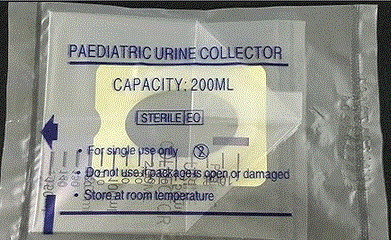 PAEDIATRIC URINE COLLECTOR
CAPACITY: 200ML
STERILE EO
• For single use only
• Do not use if package is open or damaged
• Store at room temperature